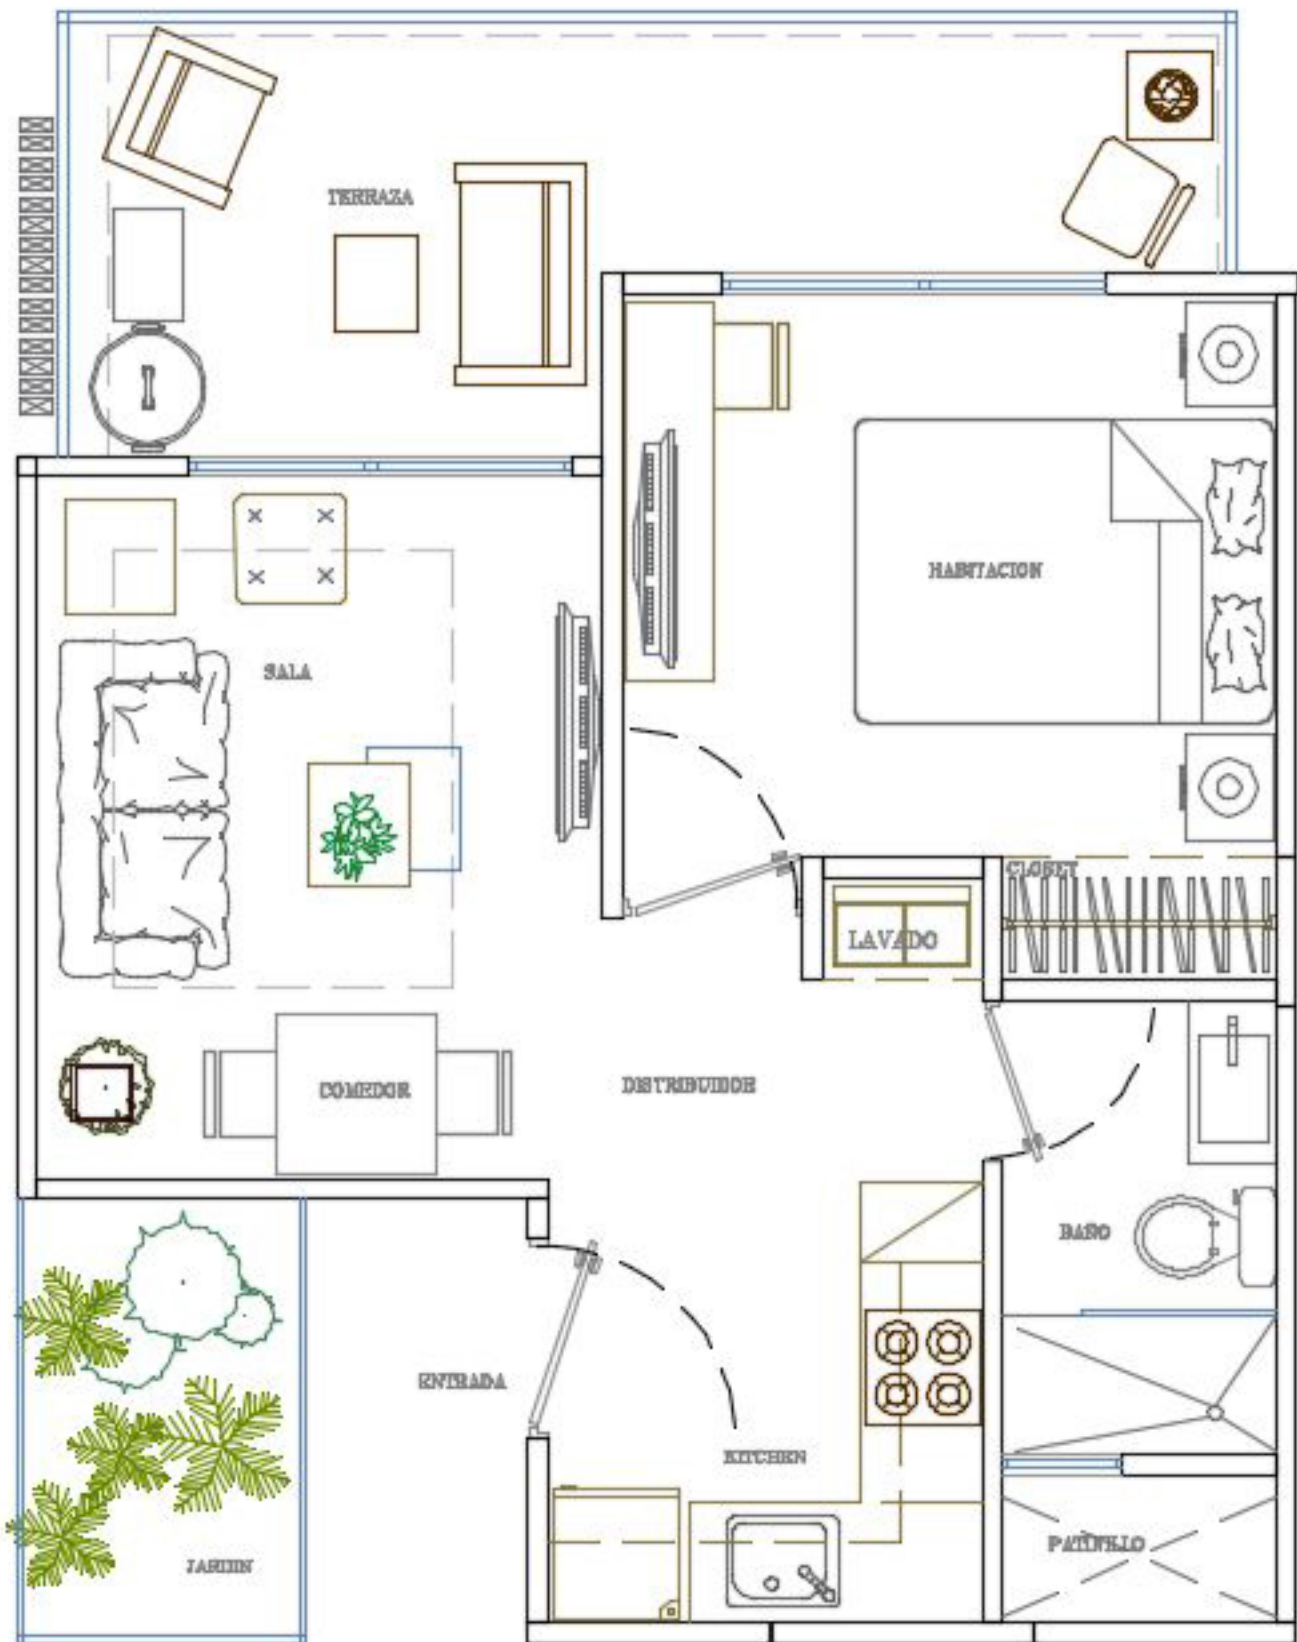 TERRAZA
HABITACION
SALA
CLOSET
LAVADO
COMEDOR
DISTRIBUIDOR
BAÑO
ENTRADA
KITCHEN
PATINILLO
JARDIN